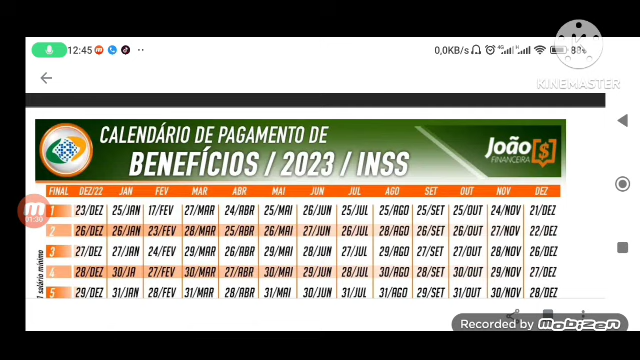 12:45
0,0KB/s
4G
88%
KINEMASTER
CALENDÁRIO DE PAGAMENTO DE
BENEFÍCIOS / 2023 / INSS
João
FINANCEIRA
FINAL DEZ/22 JAN FEV MAR ABR MAI JUN JUL AGO SET OUT NOV DEZ
1 23/DEZ 25/JAN 17/FEV 27/MAR 24/ABR 25/MAI 26/JUN 25/JUL 25/AGO 25/SET 25/OUT 24/NOV 21/DEZ
2 26/DEZ 26/JAN 23/FEV 28/MAR 25/ABR 26/MAI 27/JUN 26/JUL 28/AGO 26/SET 26/OUT 27/NOV 22/DEZ
3 27/DEZ 27/JAN 24/FEV 29/MAR 26/ABR 29/MAI 28/JUN 27/JUL 29/AGO 27/SET 27/OUT 28/NOV 26/DEZ
4 28/DEZ 30/JA 27/FEV 30/MAR 27/ABR 30/MAI 29/JUN 28/JUL 30/AGO 28/SET 30/OUT 29/NOV 27/DEZ
5 29/DEZ 31/JAN 28/FEV 31/MAR 28/ABR 31/MAI 30/JUN 31/JUL 31/AGO 29/SET 31/OUT 30/NOV 28/DEZ
1 salário mínimo
01:30
Recorded by mobizen